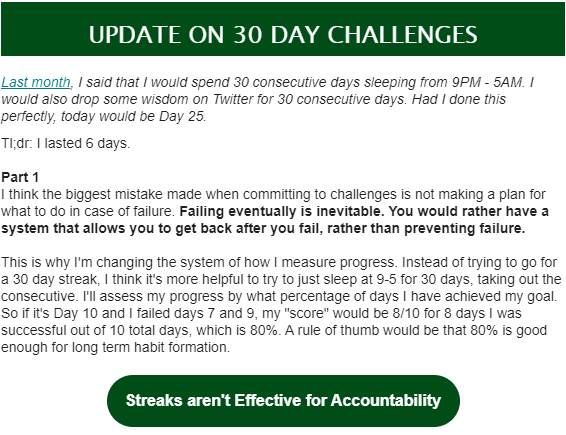 UPDATE ON 30 DAY CHALLENGES
Last month, I said that I would spend 30 consecutive days sleeping from 9PM - 5AM. I
would also drop some wisdom on Twitter for 30 consecutive days. Had I done this
perfectly, today would be Day 25.
Tl;dr: I lasted 6 days.
Part 1
I think the biggest mistake made when committing to challenges is not making a plan for
what to do in case of failure. Failing eventually is inevitable. You would rather have a
system that allows you to get back after you fail, rather than preventing failure.
This is why I'm changing the system of how I measure progress. Instead of trying to go for
a 30 day streak, I think it's more helpful to try to just sleep at 9-5 for 30 days, taking out the
consecutive. I'll assess my progress by what percentage of days I have achieved my goal.
So if it's Day 10 and I failed days 7 and 9, my "score" would be 8/10 for 8 days I was
successful out of 10 total days, which is 80%. A rule of thumb would be that 80% is good
enough for long term habit formation.
Streaks aren't Effective for Accountability